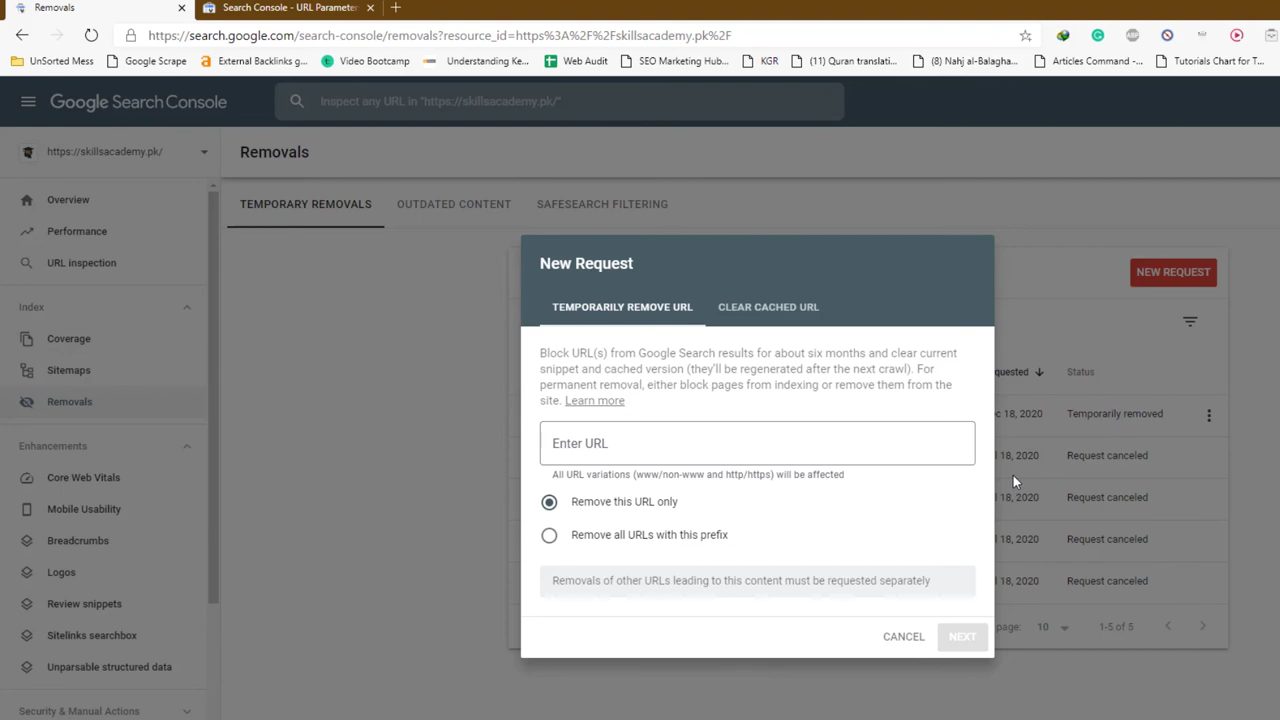 Removals
Search Console - URL Parameter
https://search.google.com/search-console/removals?resource_id=https%3A%2F%2Fskillsacademy.pk%2F
UnSorted Mess
Google Scrape
External Backlinks g...
Video Bootcamp
Understanding Ke...
Web Audit
SEO Marketing Hub...
KGR
(11) Quran translati...
(8) Nahj al-Balagha...
Articles Command -...
Tutorials Chart for T...
Google Search Console
Inspect any URL in "https://skillsacademy.pk/"
https://skillsacademy.pk/
Removals
Overview
Performance
URL inspection
Index
Coverage
Sitemaps
Removals
Enhancements
Core Web Vitals
Mobile Usability
Breadcrumbs
Logos
Review snippets
Sitelinks searchbox
Unparsable structured data
Security & Manual Actions
TEMPORARY REMOVALS
OUTDATED CONTENT
SAFESEARCH FILTERING
NEW REQUEST
New Request
TEMPORARILY REMOVE URL
CLEAR CACHED URL
Block URL(s) from Google Search results for about six months and clear current
snippet and cached version (they'll be regenerated after the next crawl). For
permanent removal, either block pages from indexing or remove them from the
site. Learn more
Enter URL
All URL variations (www/non-www and http/https) will be affected
Remove this URL only
Remove all URLs with this prefix
Removals of other URLs leading to this content must be requested separately
CANCEL
NEXT
Status
18, 2020 Temporarily removed
18, 2020 Request canceled
18, 2020 Request canceled
18, 2020 Request canceled
18, 2020 Request canceled
page: 10 1-5 of 5